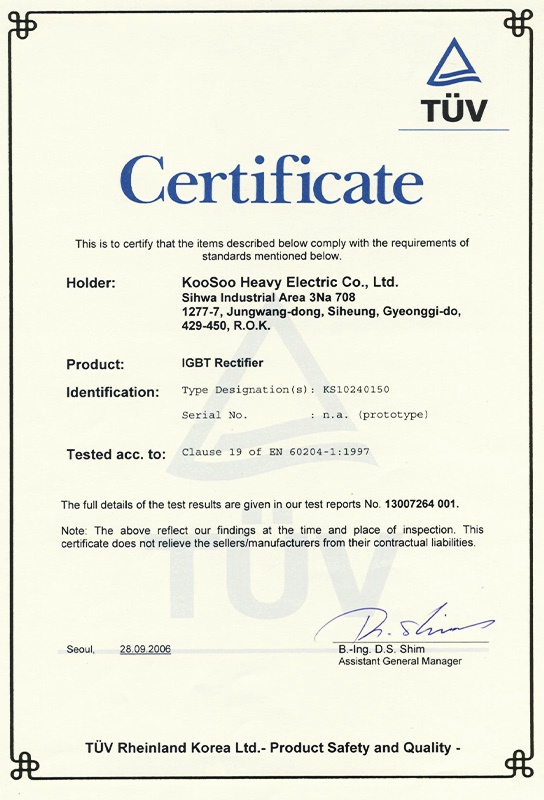 TÜV
Certificate
This is to certify that the items described below comply with the requirements of
standards mentioned below.
Holder: KooSoo Heavy Electric Co., Ltd.
Sihwa Industrial Area 3Na 708
1277-7, Jungwang-dong, Siheung, Gyeonggi-do,
429-450, R.O.K.
Product: IGBT Rectifier
Identification: Type Designation(s): KS10240150
Serial No. : n.a. (prototype)
Tested acc. to: Clause 19 of EN 60204-1:1997
The full details of the test results are given in our test reports No. 13007264 001.
Note: The above reflect our findings at the time and place of inspection. This
certificate does not relieve the sellers/manufacturers from their contractual liabilities.
TÜV
D. Shim
Seoul, 28.09.2006 B.-Ing. D.S. Shim
Assistant General Manager
TÜV Rheinland Korea Ltd.- Product Safety and Quality -